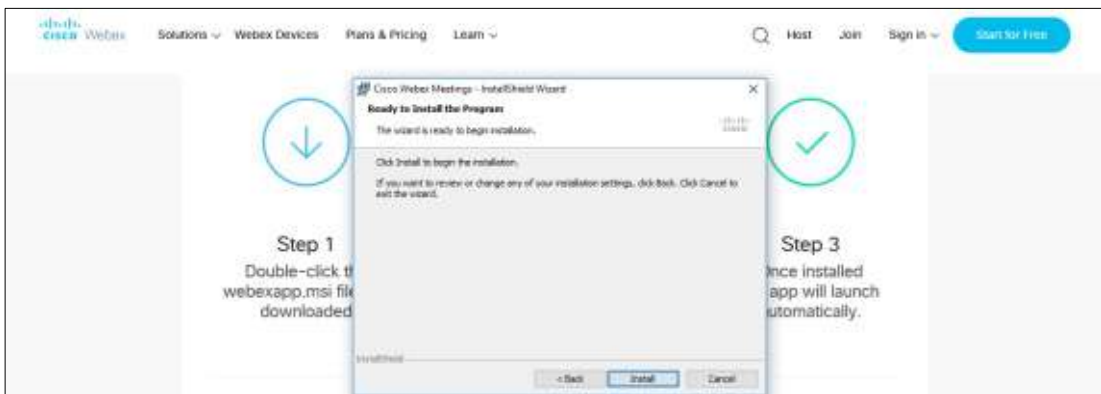 CISCO Webex Solutions Webex Devices Plans & Pricing Learn Host Join Sign in Start for Free
Cisco Webex Meetings - InstallShield Wizard
Ready to Install the Program
The wizard is ready to begin installation.
CISCO
Click Install to begin the installation.
If you want to review or change any of your installation settings, click Back. Click Cancel to
exit the wizard.
Step 1
Double-click th
webexapp.msi file
downloaded
Step 3
Once installed
app will launch
utomatically.
InstallShield
< Back Install Cancel